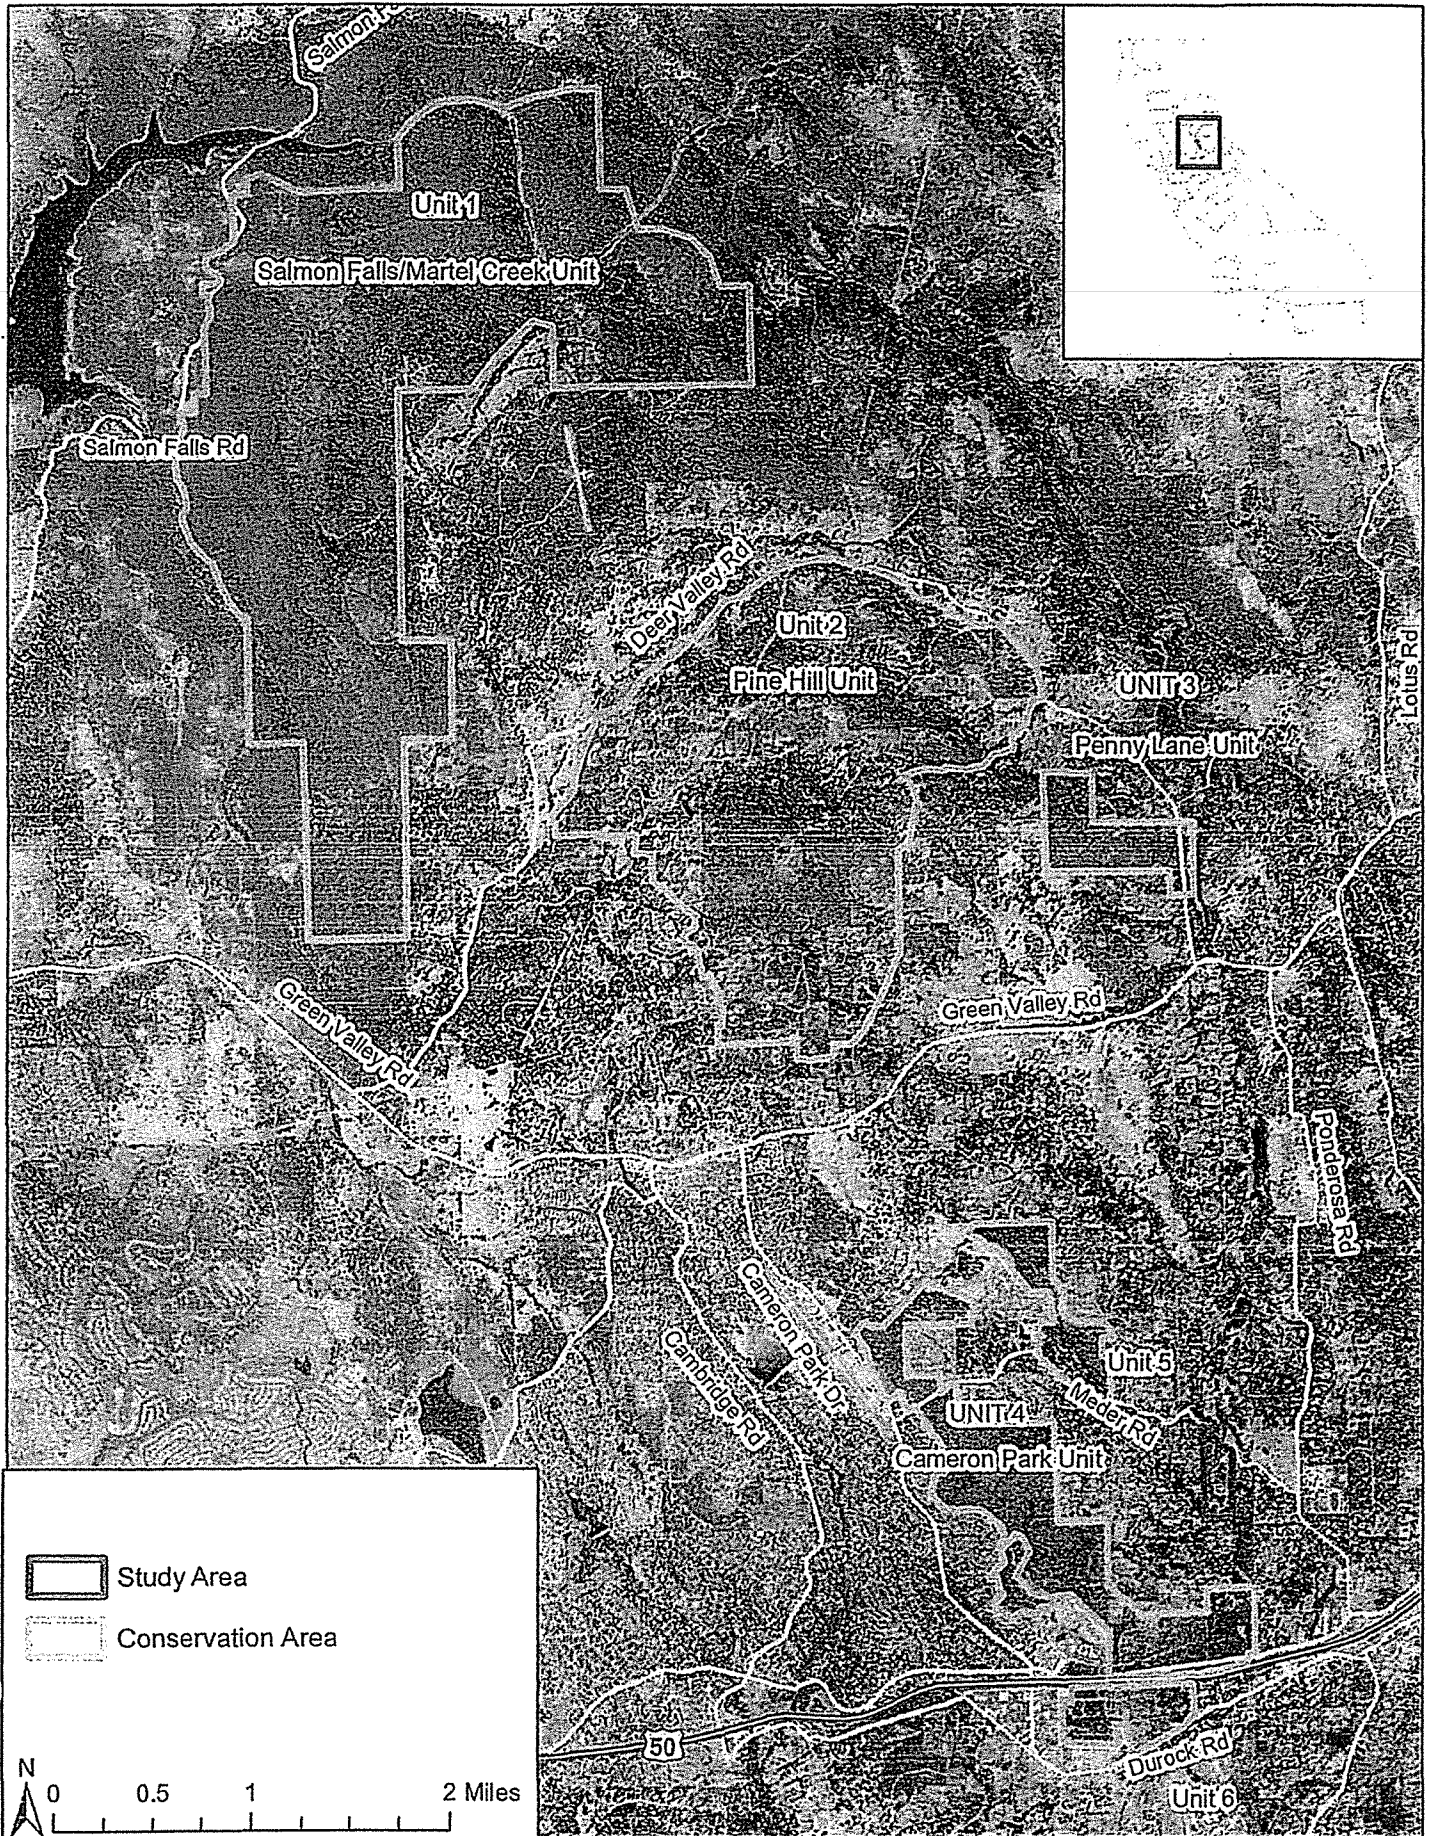 Salmon F
Unit 1
Salmon Falls/Martel Creek Unit
Salmon Falls Rd
Deer Valley Rd
Unit 2
Pine Hill Unit
UNIT 3
Lotus Rd
Penny Lane Unit
Green Valley Rd
Green Valley Rd
Ponderosa Rd
Cameron Park Dr
Cambridge Rd
Unit 5
UNIT 4
Meder Rd
Cameron Park Unit
Study Area
Conservation Area
50
Durock Rd
Unit 6
N
0 0.5 1 2 Miles